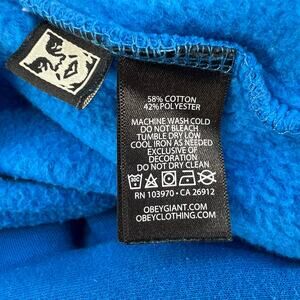 58% COTTON
42% POLYESTER
MACHINE WASH COLD
DO NOT BLEACH
TUMBLE DRY LOW
COOL IRON AS NEEDED
EXCLUSIVE OF
DECORATION
DO NOT DRY CLEAN
RN 103970 • CA 26912
OBEYGIANT.COM
OBEYCLOTHING.COM